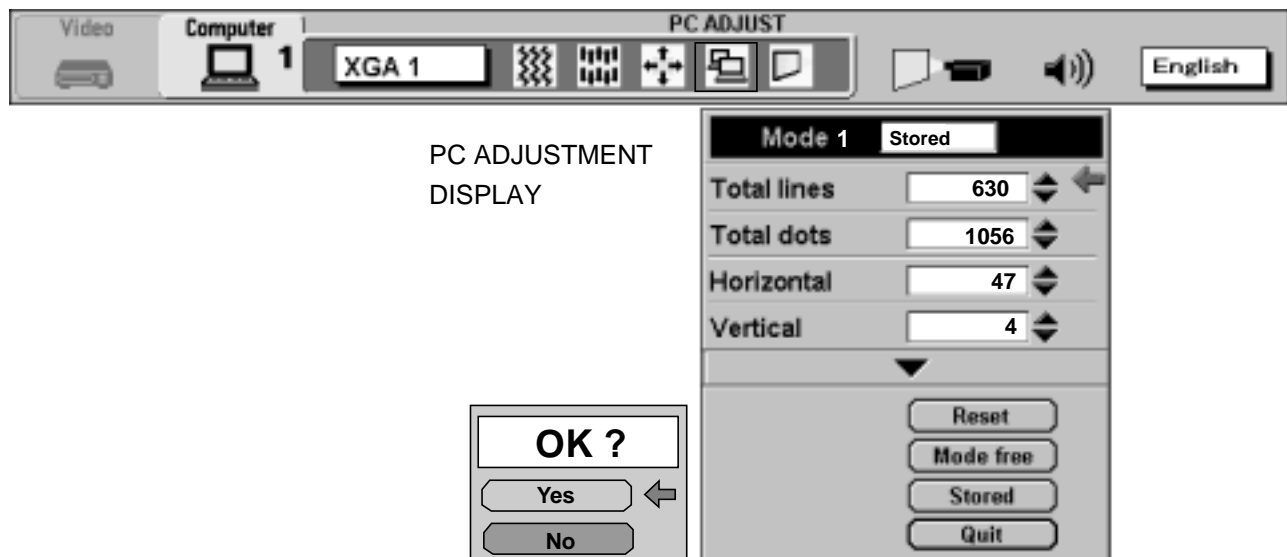 PC ADJUST
Video
Computer
1
XGA 1
English
PC ADJUSTMENT
DISPLAY
Mode 1 Stored
Total lines 630
Total dots 1056
Horizontal 47
Vertical 4
Reset
Mode free
Stored
Quit
OK ?
Yes
No